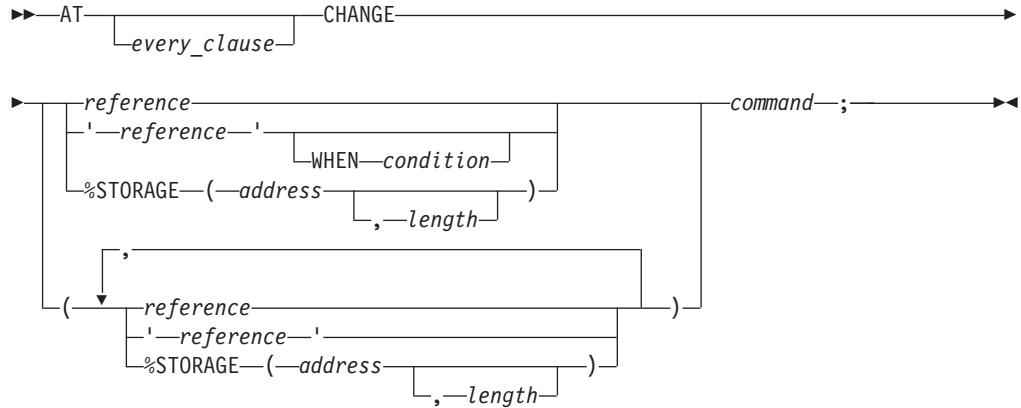 AT CHANGE
every_clause
reference command ;
' reference '
WHEN condition
%STORAGE ( address )
, length
,
( reference )
' reference '
%STORAGE ( address )
, length